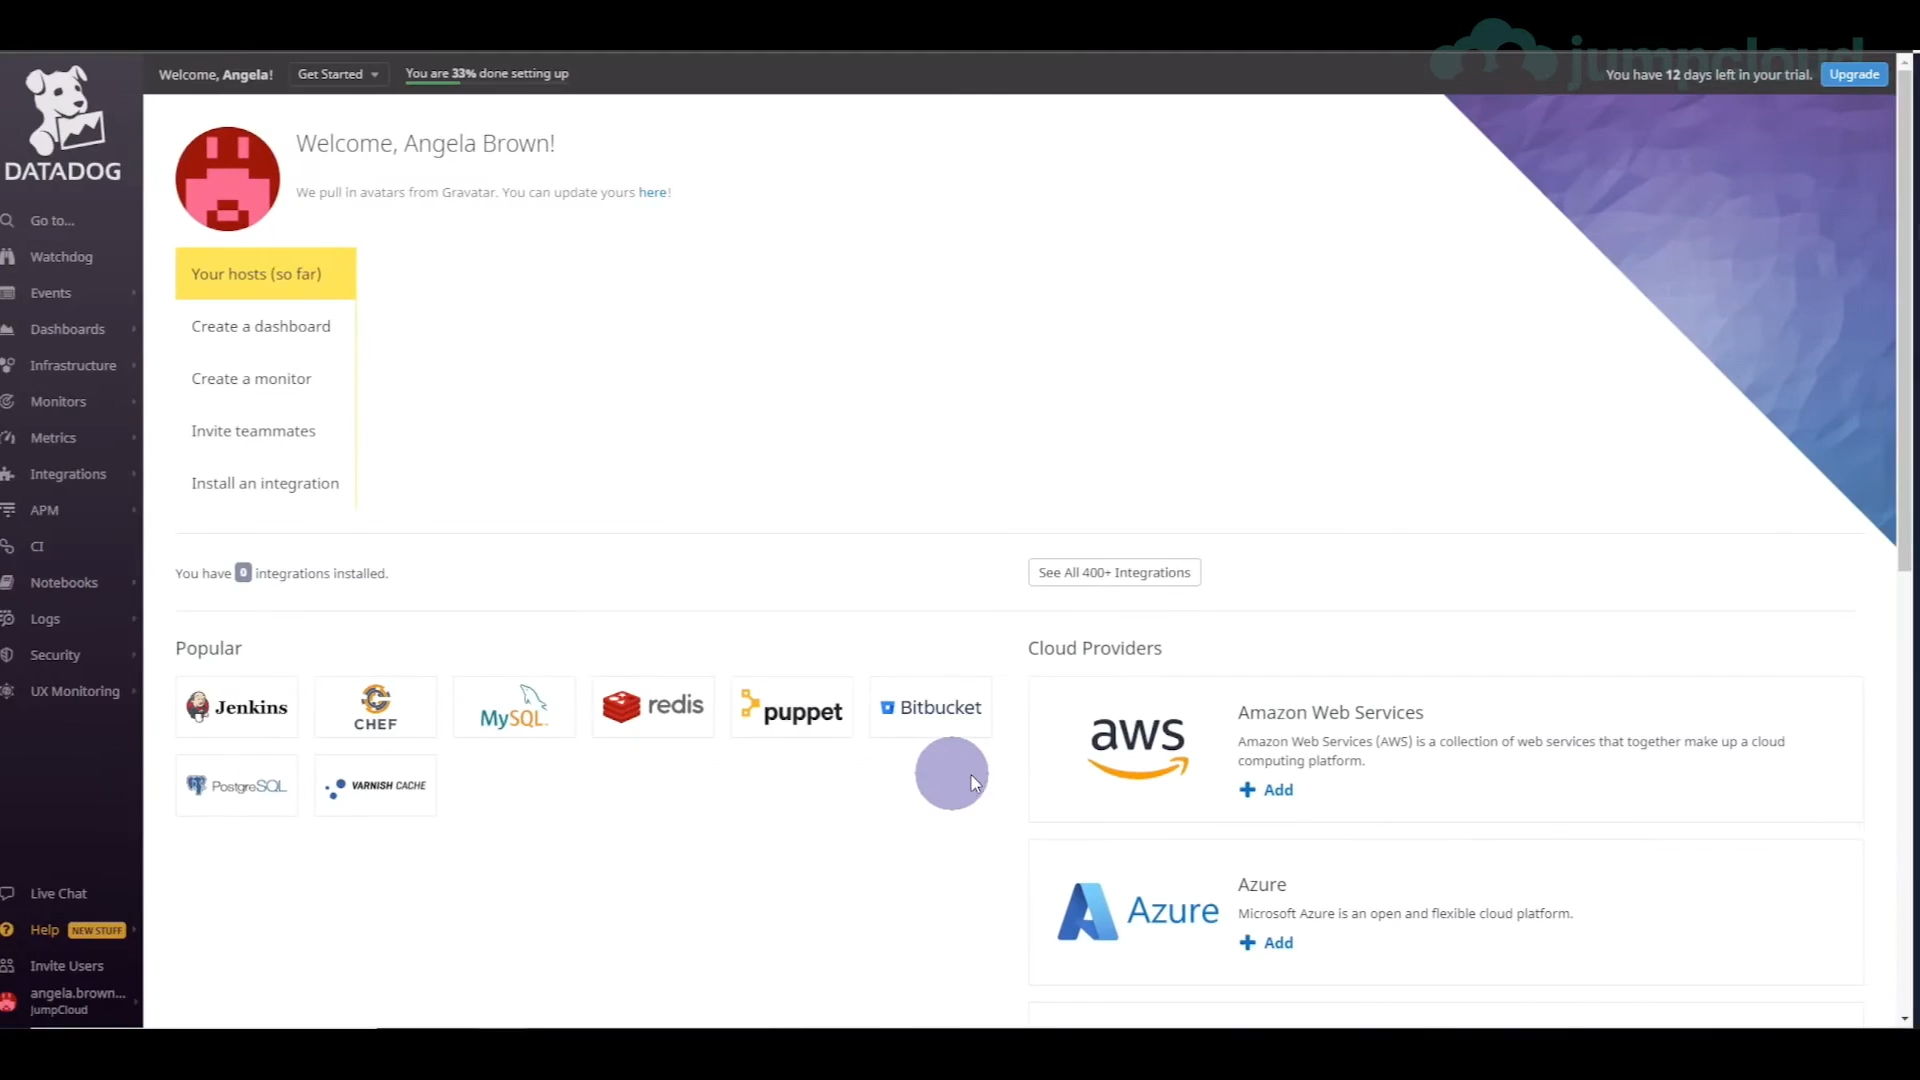 jumpcloud
Welcome, Angela!
Get Started
You are 33% done setting up
You have 12 days left in your trial.
Upgrade
DATADOG
Go to...
Watchdog
Events
Dashboards
Infrastructure
Monitors
Metrics
Integrations
APM
CI
Notebooks
Logs
Security
UX Monitoring
Live Chat
Help NEW STUFF
Invite Users
angela.brown...
JumpCloud
Welcome, Angela Brown!
We pull in avatars from Gravatar. You can update yours here!
Your hosts (so far)
Create a dashboard
Create a monitor
Invite teammates
Install an integration
You have 0 integrations installed.
See All 400+ Integrations
Popular
Jenkins
CHEF
MySQL.
redis
puppet
Bitbucket
PostgreSQL
VARNISH CACHE
Cloud Providers
aws
Amazon Web Services
Amazon Web Services (AWS) is a collection of web services that together make up a cloud
computing platform.
+ Add
Azure
Azure
Microsoft Azure is an open and flexible cloud platform.
+ Add